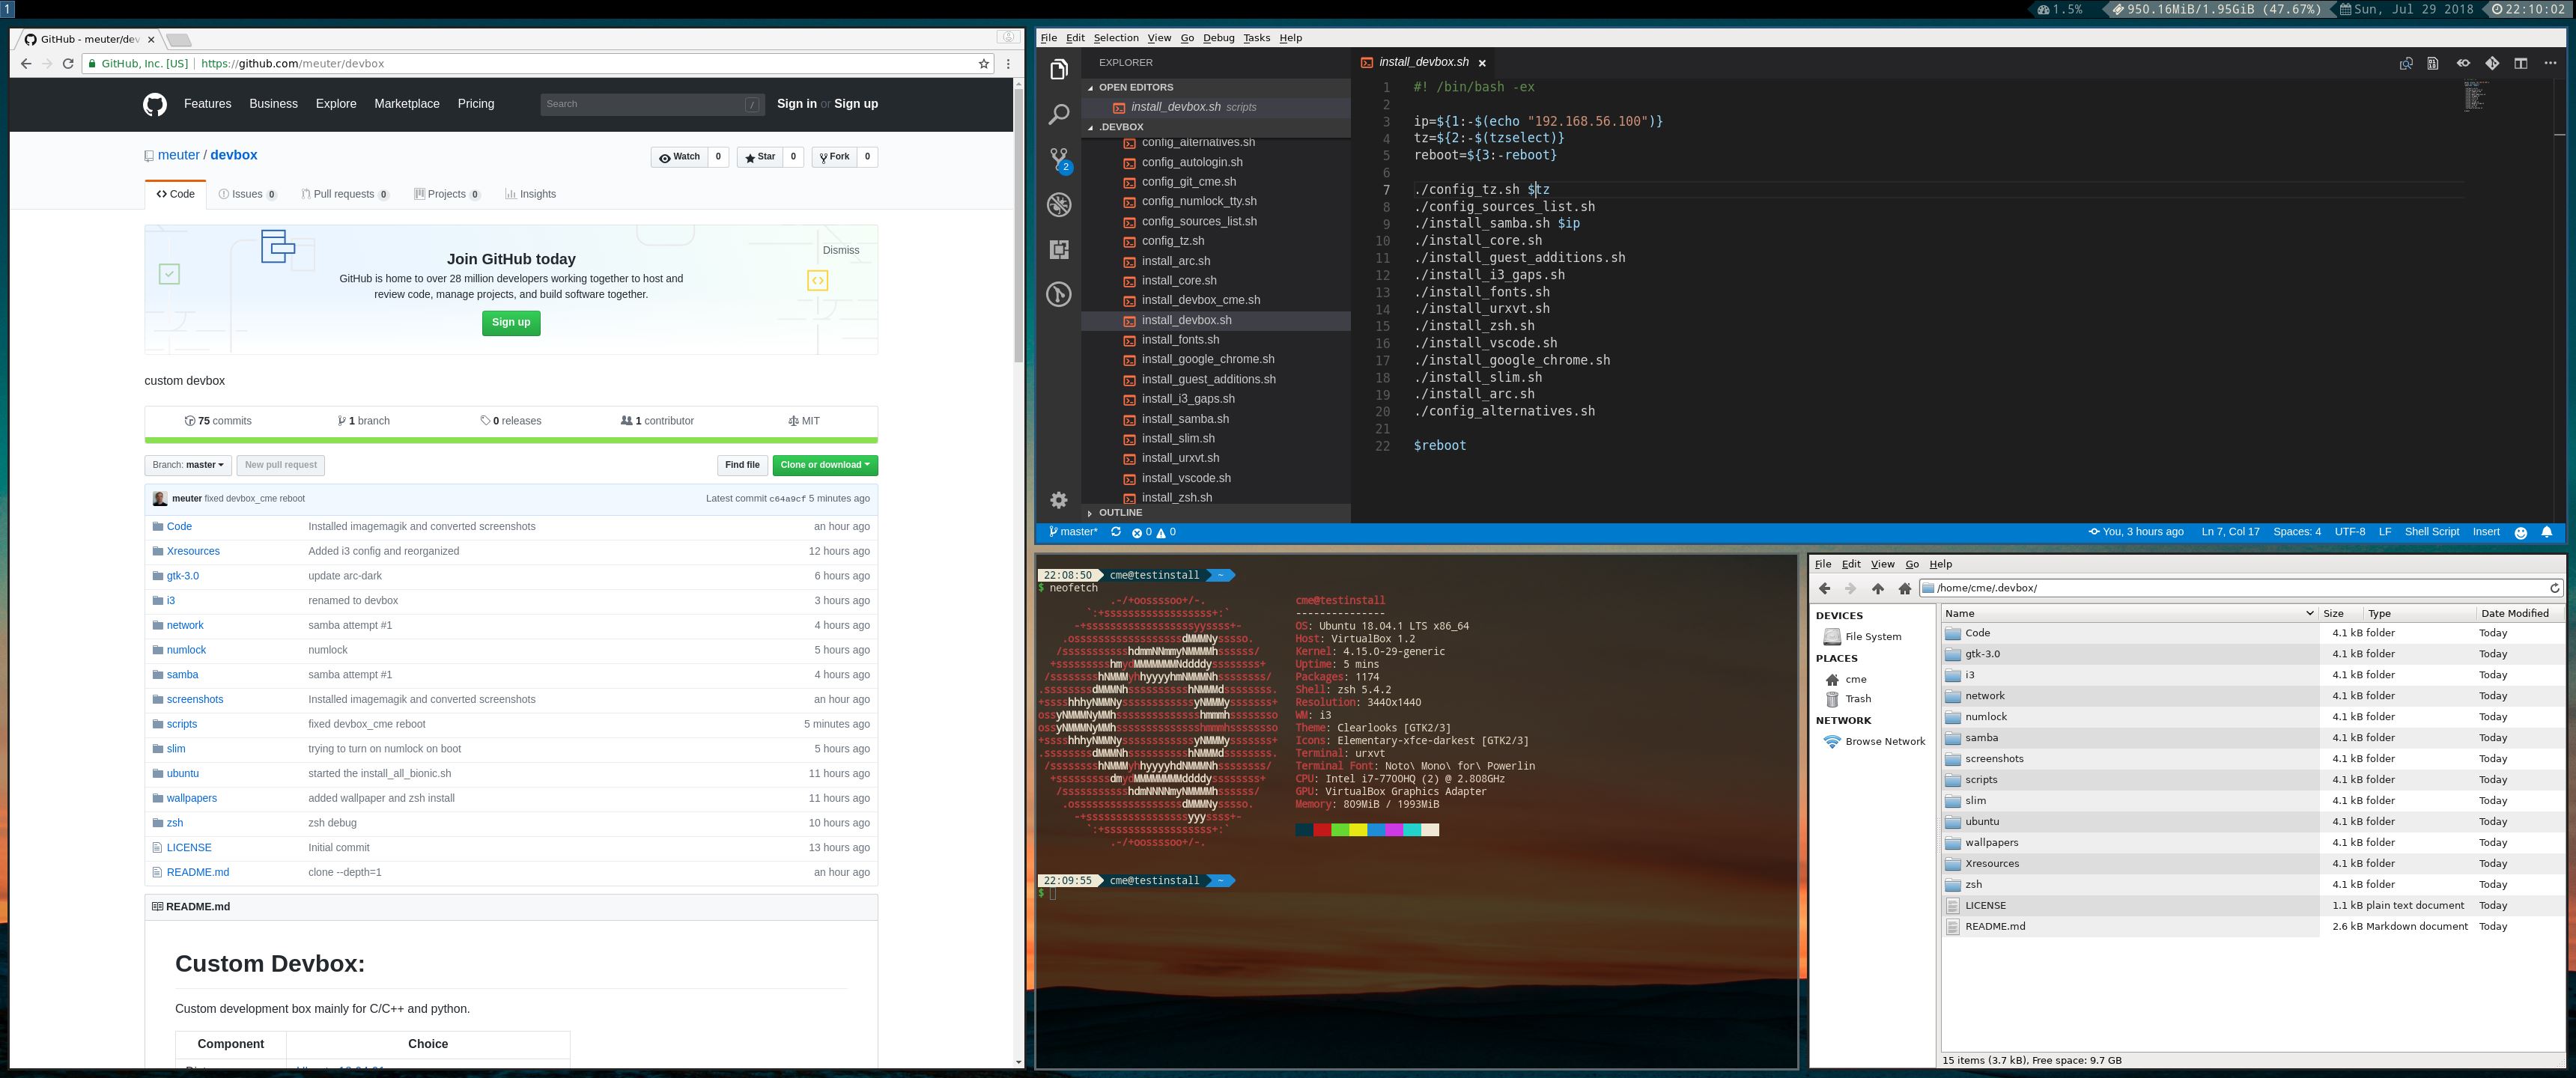 1
1.5%
950.16MiB/1.95GiB (47.67%)
Sun, Jul 29 2018
22:10:02
GitHub - meuter/dev
GitHub, Inc. [US] | https://github.com/meuter/devbox
Features Business Explore Marketplace Pricing Search / Sign in or Sign up
meuter / devbox
Watch 0 Star 0 Fork 0
Code Issues 0 Pull requests 0 Projects 0 Insights
Dismiss
Join GitHub today
GitHub is home to over 28 million developers working together to host and
review code, manage projects, and build software together.
Sign up
custom devbox
75 commits 1 branch 0 releases 1 contributor MIT
Branch: master New pull request Find file Clone or download
meuter fixed devbox_cme reboot Latest commit c64a9cf 5 minutes ago
Code Installed imagemagik and converted screenshots an hour ago
Xresources Added i3 config and reorganized 12 hours ago
gtk-3.0 update arc-dark 6 hours ago
i3 renamed to devbox 3 hours ago
network samba attempt #1 4 hours ago
numlock numlock 5 hours ago
samba samba attempt #1 4 hours ago
screenshots Installed imagemagik and converted screenshots an hour ago
scripts fixed devbox_cme reboot 5 minutes ago
slim trying to turn on numlock on boot 5 hours ago
ubuntu started the install_all_bionic.sh 11 hours ago
wallpapers added wallpaper and zsh install 11 hours ago
zsh zsh debug 10 hours ago
LICENSE Initial commit 13 hours ago
README.md clone --depth=1 an hour ago
README.md
Custom Devbox:
Custom development box mainly for C/C++ and python.
Component Choice
File Edit Selection View Go Debug Tasks Help
EXPLORER
OPEN EDITORS
install_devbox.sh scripts
.DEVBOX
config_alternatives.sh
config_autologin.sh
config_git_cme.sh
config_numlock_tty.sh
config_sources_list.sh
config_tz.sh
install_arc.sh
install_core.sh
install_devbox_cme.sh
install_devbox.sh
install_fonts.sh
install_google_chrome.sh
install_guest_additions.sh
install_i3_gaps.sh
install_samba.sh
install_slim.sh
install_urxvt.sh
install_vscode.sh
install_zsh.sh
OUTLINE
2
install_devbox.sh
1 #! /bin/bash -ex
2
3 ip=${1:-$(echo "192.168.56.100")}
4 tz=${2:-$(tzselect)}
5 reboot=${3:-reboot}
6
7 ./config_tz.sh $tz
8 ./config_sources_list.sh
9 ./install_samba.sh $ip
10 ./install_core.sh
11 ./install_guest_additions.sh
12 ./install_i3_gaps.sh
13 ./install_fonts.sh
14 ./install_urxvt.sh
15 ./install_zsh.sh
16 ./install_vscode.sh
17 ./install_google_chrome.sh
18 ./install_slim.sh
19 ./install_arc.sh
20 ./config_alternatives.sh
21
22 $reboot
master* 0 0 You, 3 hours ago Ln 7, Col 17 Spaces: 4 UTF-8 LF Shell Script Insert
22:08:50 cme@testinstall ~
$ neofetch
cme@testinstall
---------------
OS: Ubuntu 18.04.1 LTS x86_64
Host: VirtualBox 1.2
Kernel: 4.15.0-29-generic
Uptime: 5 mins
Packages: 1174
Shell: zsh 5.4.2
Resolution: 3440x1440
WM: i3
Theme: Clearlooks [GTK2/3]
Icons: Elementary-xfce-darkest [GTK2/3]
Terminal: urxvt
Terminal Font: Noto\ Mono\ for\ Powerlin
CPU: Intel i7-7700HQ (2) @ 2.808GHz
GPU: VirtualBox Graphics Adapter
Memory: 809MiB / 1993MiB
22:09:55 cme@testinstall ~
$
File Edit View Go Help
/home/cme/.devbox/
DEVICES
File System
PLACES
cme
Trash
NETWORK
Browse Network
Name Size Type Date Modified
Code 4.1 kB folder Today
gtk-3.0 4.1 kB folder Today
i3 4.1 kB folder Today
network 4.1 kB folder Today
numlock 4.1 kB folder Today
samba 4.1 kB folder Today
screenshots 4.1 kB folder Today
scripts 4.1 kB folder Today
slim 4.1 kB folder Today
ubuntu 4.1 kB folder Today
wallpapers 4.1 kB folder Today
Xresources 4.1 kB folder Today
zsh 4.1 kB folder Today
LICENSE 1.1 kB plain text document Today
README.md 2.6 kB Markdown document Today
15 items (3.7 kB), Free space: 9.7 GB